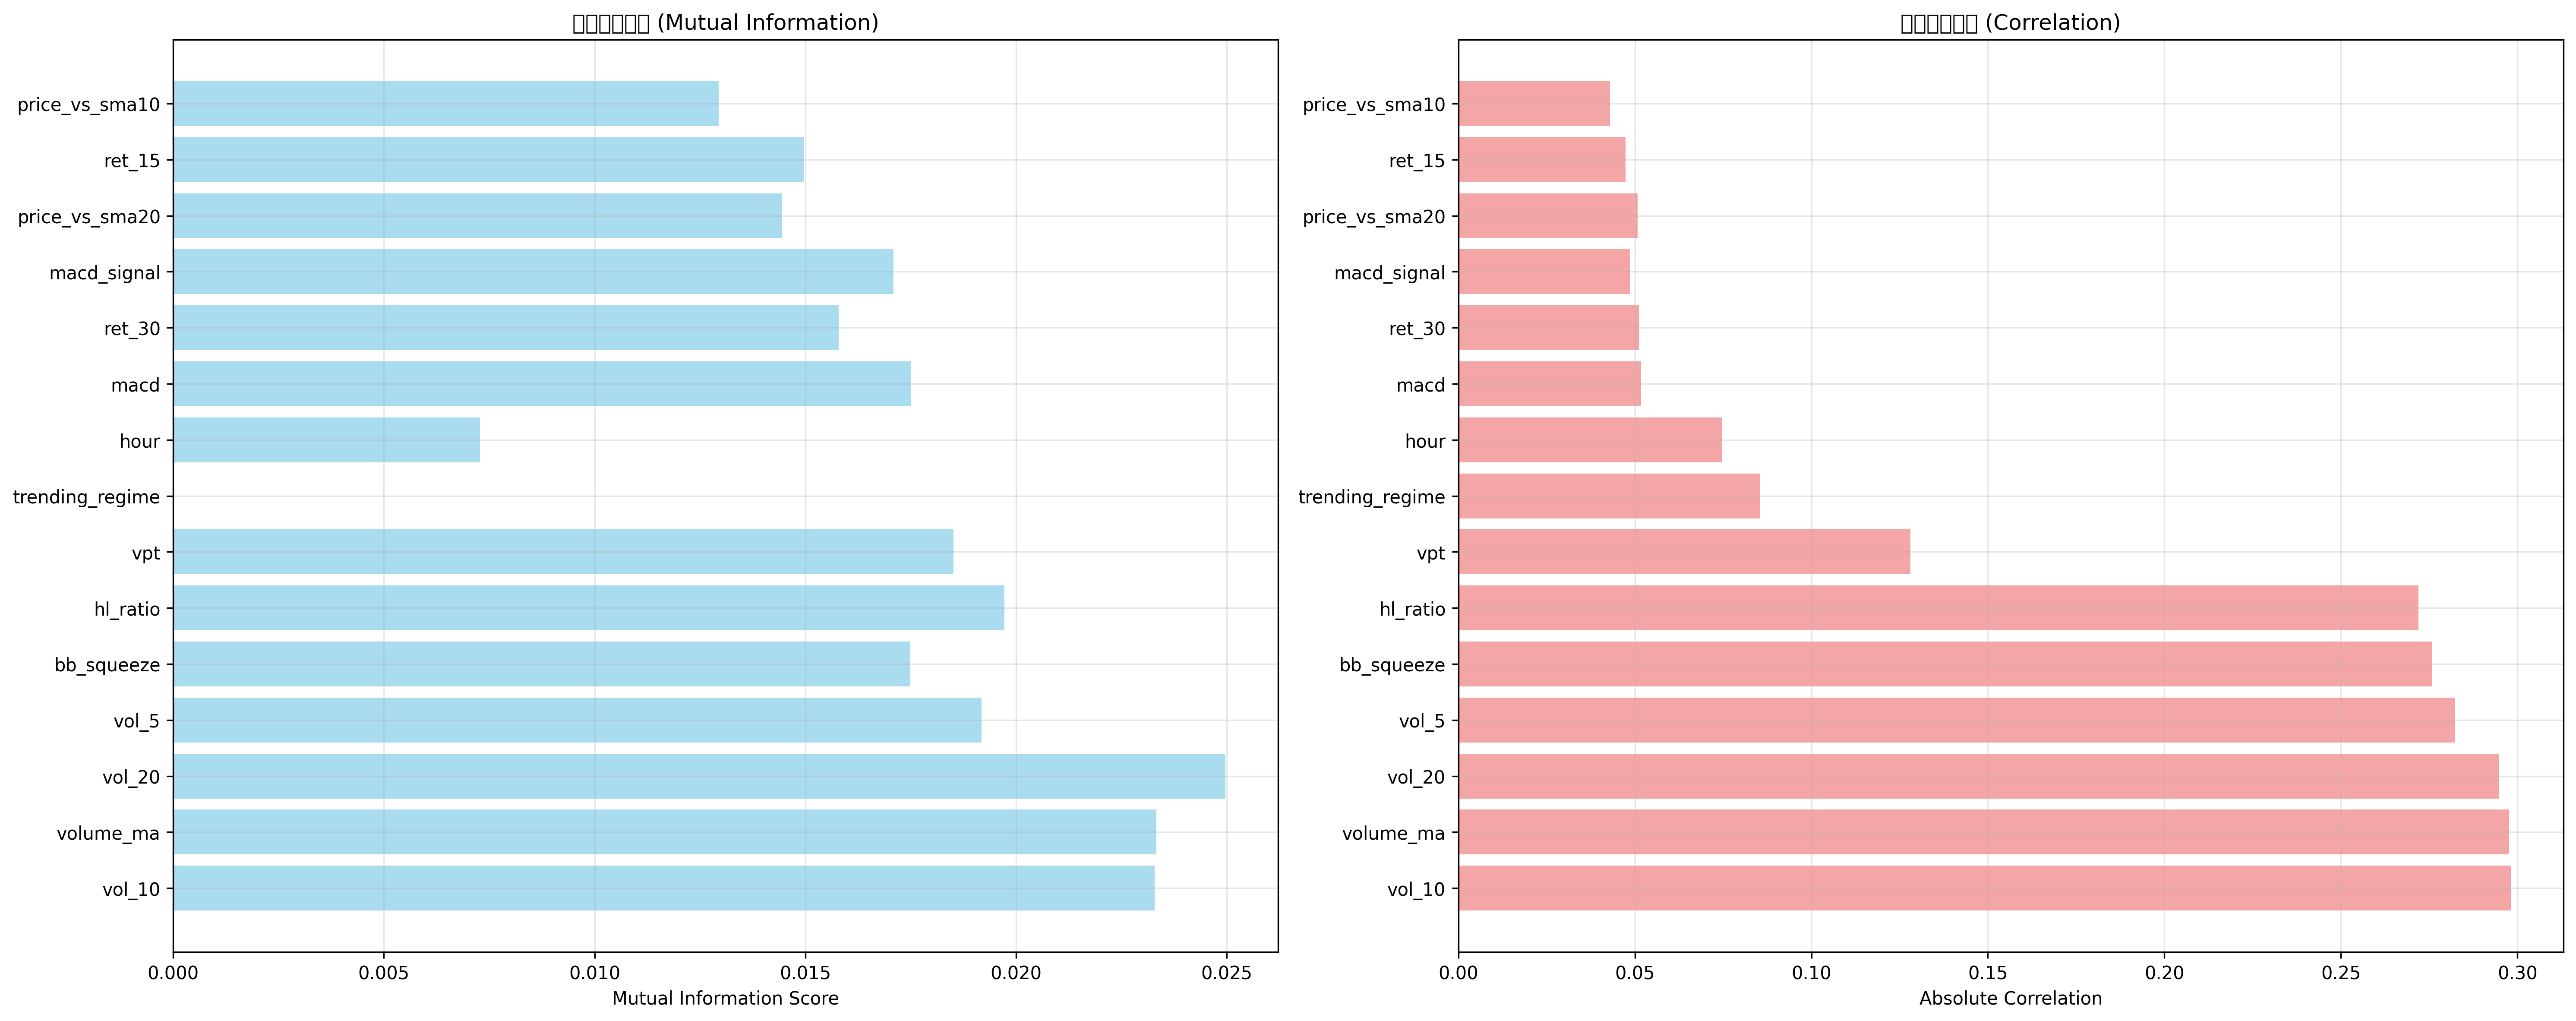 (Mutual Information)
price_vs_sma10
ret_15
price_vs_sma20
macd_signal
ret_30
macd
hour
trending_regime
vpt
hl_ratio
bb_squeeze
vol_5
vol_20
volume_ma
vol_10
0.000 0.005 0.010 0.015 0.020 0.025
Mutual Information Score
(Correlation)
price_vs_sma10
ret_15
price_vs_sma20
macd_signal
ret_30
macd
hour
trending_regime
vpt
hl_ratio
bb_squeeze
vol_5
vol_20
volume_ma
vol_10
0.00 0.05 0.10 0.15 0.20 0.25 0.30
Absolute Correlation